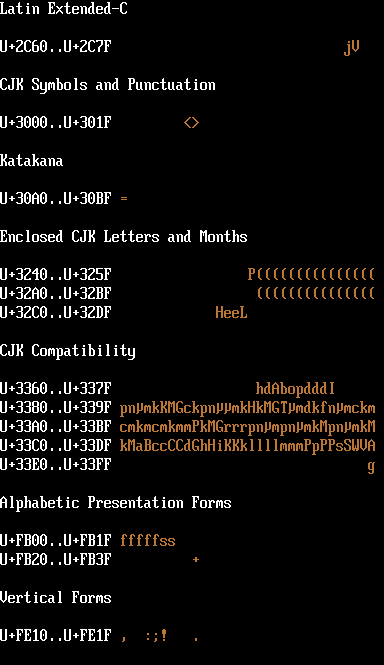 Latin Extended-C
U+2C60..U+2C7F                             jV
CJK Symbols and Punctuation
U+3000..U+301F         <>
Katakana
U+30A0..U+30BF =
Enclosed CJK Letters and Months
U+3240..U+325F                 P(((((((((((((((
U+32A0..U+32BF                  (((((((((((((((
U+32C0..U+32DF             HeeL
CJK Compatibility
U+3360..U+337F                  hdAbopdddI
U+3380..U+339F pnµmkKMGckpnµµmkHkMGTµmdkfnµmckm
U+33A0..U+33BF cmkmcmkmmPkMGrrrpnµmpnµmkMpnµmkM
U+33C0..U+33DF kMaBccCCdGhHiKKkllllmmmPpPPsSWVA
U+33E0..U+33FF                                g
Alphabetic Presentation Forms
U+FB00..U+FB1F fffffss
U+FB20..U+FB3F          +
Vertical Forms
U+FE10..U+FE1F ,  :;!   .